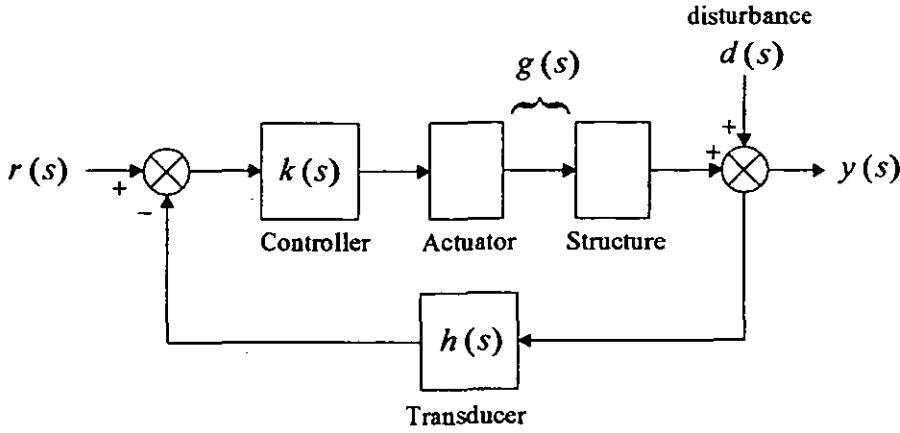 disturbance
d(s)
g(s)
+
+
r(s)
+
−
k(s)
y(s)
Controller
Actuator
Structure
h(s)
Transducer